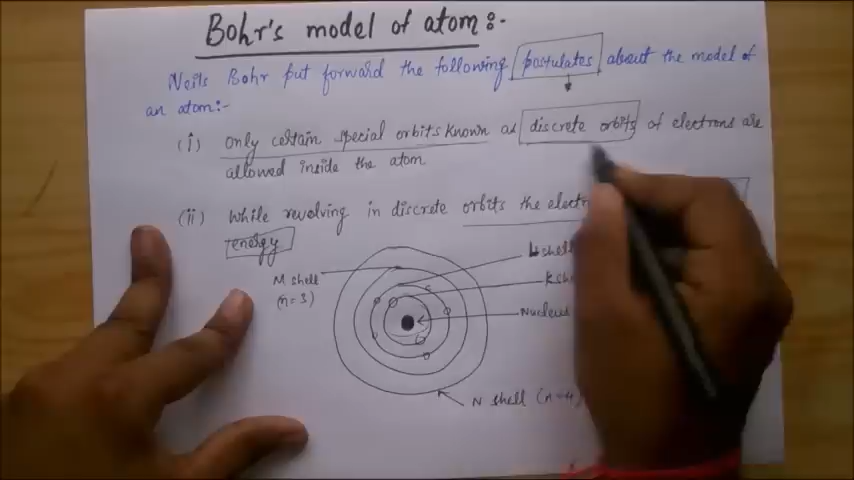 Bohr's model of atom:-
Neils Bohr put forward the following postulates about the model of
an atom:-
(i) Only certain special orbits known as discrete orbits of electrons are
allowed inside the atom
(ii) While revolving in discrete orbits the
energy
L shell
M shell
K
(n=3)
Nucleus
N shell (n=4)